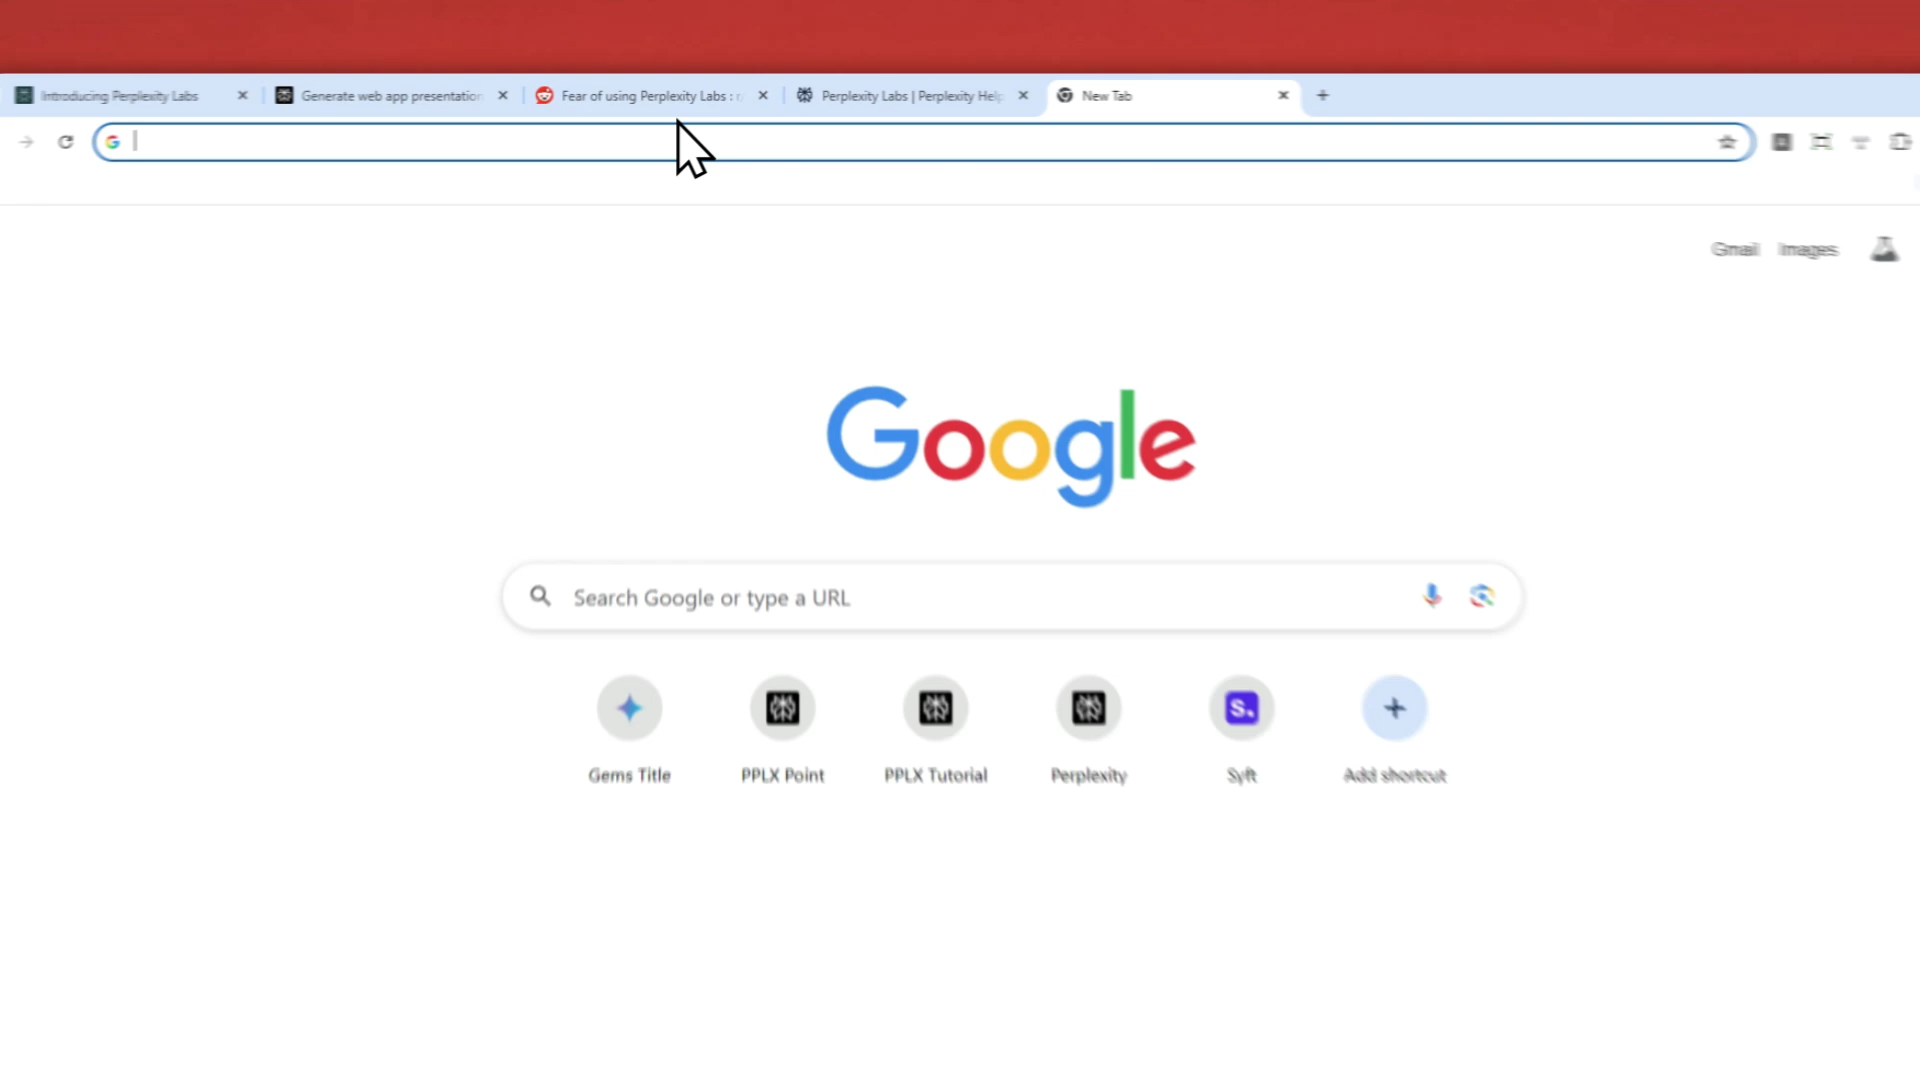 Introducing Perplexity Labs
Generate web app presentation
Fear of using Perplexity Labs : r/
Perplexity Labs | Perplexity Help
New Tab
Gmail Images
Google
Search Google or type a URL
Gems Title
PPLX Point
PPLX Tutorial
Perplexity
S.
Syft
Add shortcut